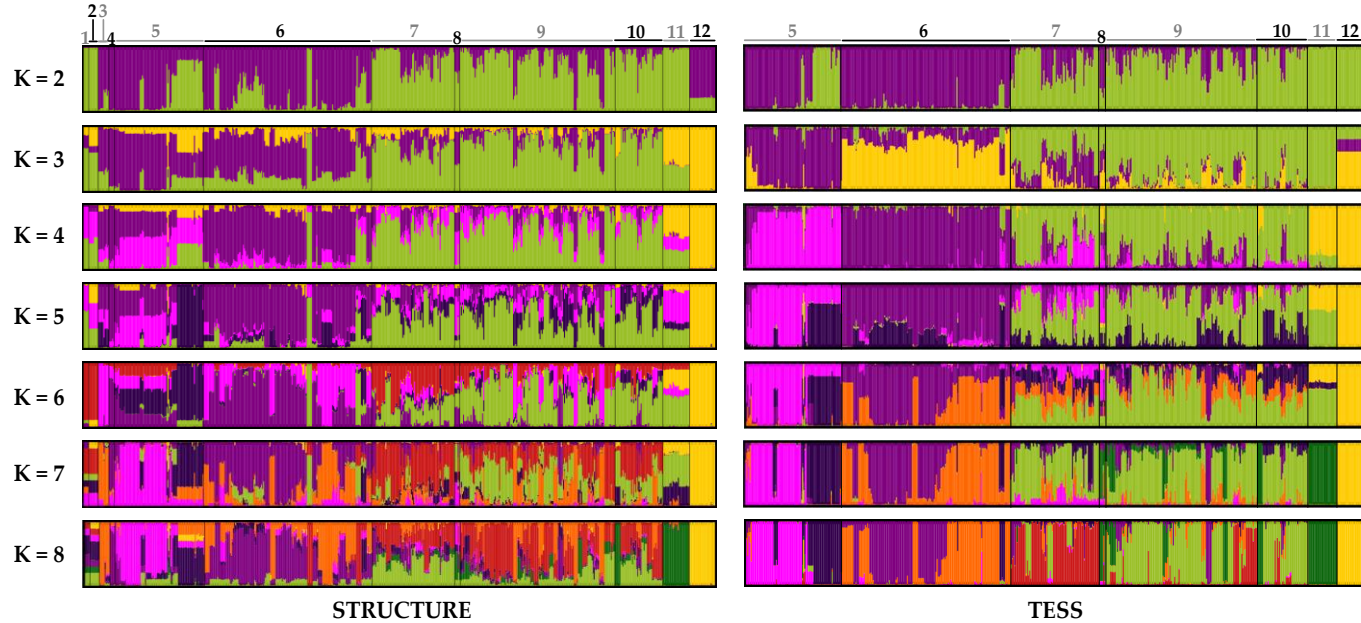 2 3
1 4 5 6 7 8 9 10 11 12
5 6 7 8 9 10 11 12
K = 2
K = 3
K = 4
K = 5
K = 6
K = 7
K = 8
STRUCTURE
TESS